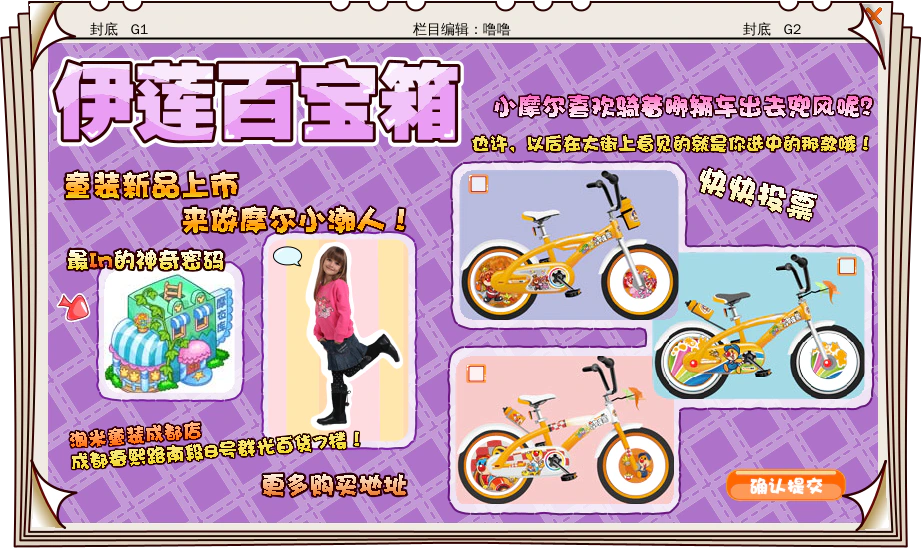 封底 G1
栏目编辑：噜噜
封底 G2
伊莲百宝箱
小摩尔喜欢骑着哪辆车出去兜风呢？
也许，以后在大街上看见的就是你选中的那款哦！
快快投票
童装新品上市
来做摩尔小潮人！
最In的神奇密码
淘米童装成都店
成都春熙路南段8号群光百货7楼！
更多购买地址
确认提交